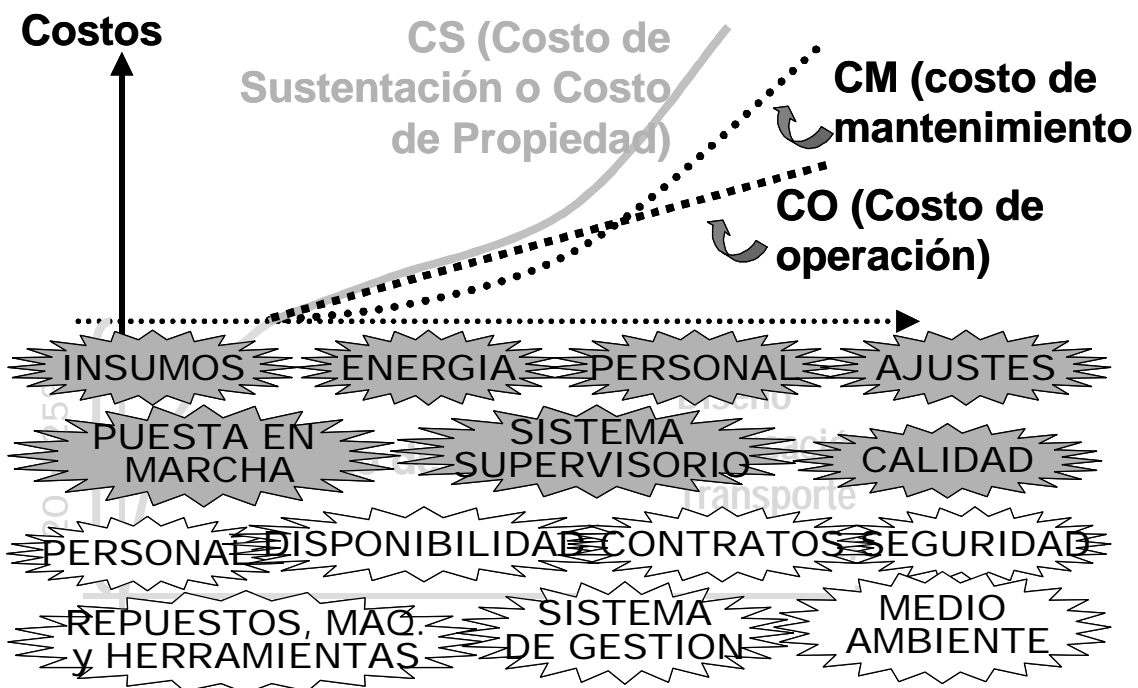 Costos
CS (Costo de
Sustentación o Costo
de Propiedad)
CM (costo de
mantenimiento
CO (Costo de
operación)
INSUMOS
ENERGIA
PERSONAL
AJUSTES
PUESTA EN
MARCHA
SISTEMA
SUPERVISORIO
CALIDAD
Transporte
PERSONAL
DISPONIBILIDAD
CONTRATOS
SEGURIDAD
REPUESTOS, MAQ.
y HERRAMIENTAS
SISTEMA
DE GESTION
MEDIO
AMBIENTE